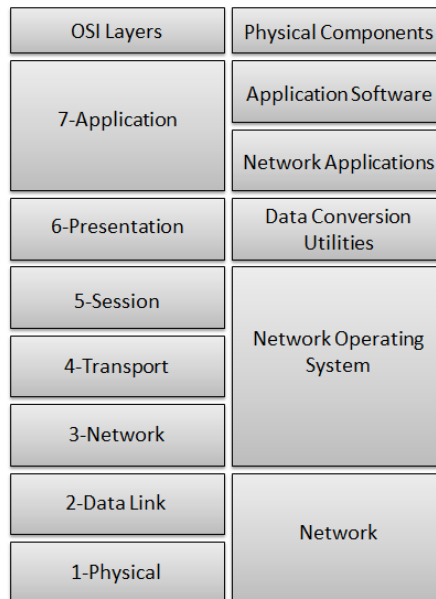 OSI Layers
Physical Components
7-Application
Application Software
Network Applications
6-Presentation
Data Conversion
Utilities
5-Session
Network Operating
System
4-Transport
3-Network
2-Data Link
Network
1-Physical